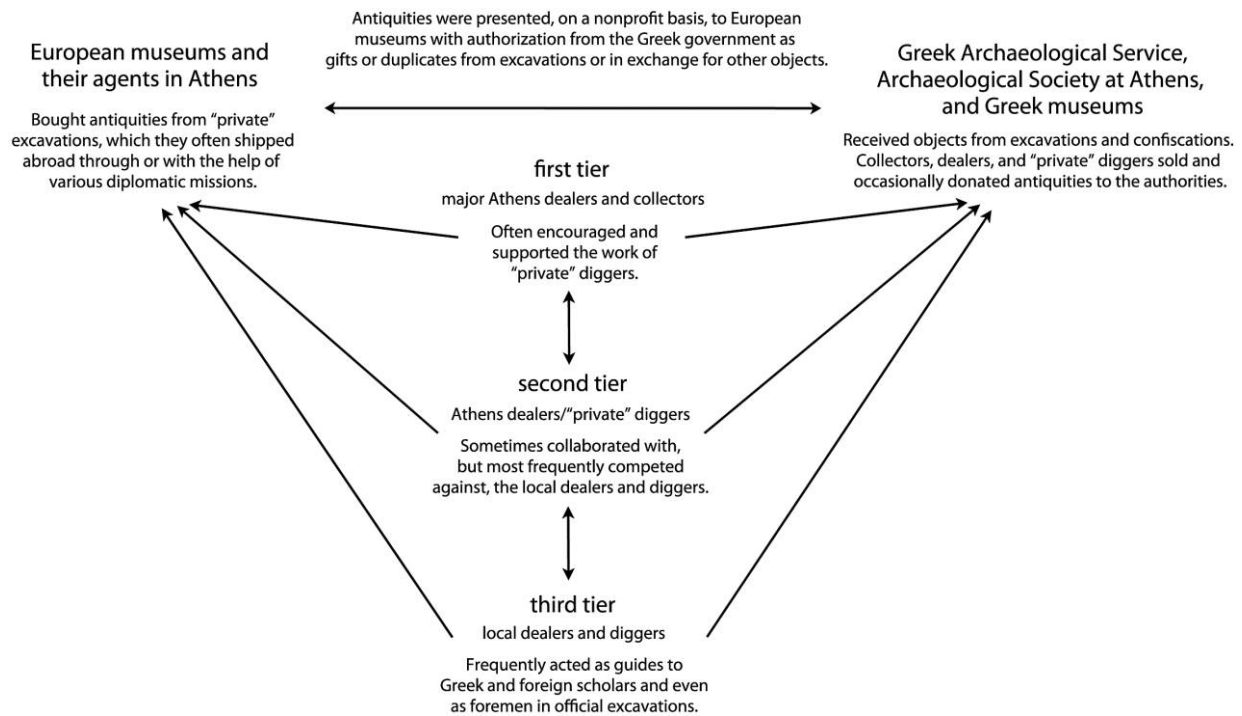 Antiquities were presented, on a nonprofit basis, to European
museums with authorization from the Greek government as
gifts or duplicates from excavations or in exchange for other objects.
European museums and
their agents in Athens
Bought antiquities from “private”
excavations, which they often shipped
abroad through or with the help of
various diplomatic missions.
Greek Archaeological Service,
Archaeological Society at Athens,
and Greek museums
Received objects from excavations and confiscations.
Collectors, dealers, and “private” diggers sold and
occasionally donated antiquities to the authorities.
first tier
major Athens dealers and collectors
Often encouraged and
supported the work of
“private” diggers.
second tier
Athens dealers/“private” diggers
Sometimes collaborated with,
but most frequently competed
against, the local dealers and diggers.
third tier
local dealers and diggers
Frequently acted as guides to
Greek and foreign scholars and even
as foremen in official excavations.